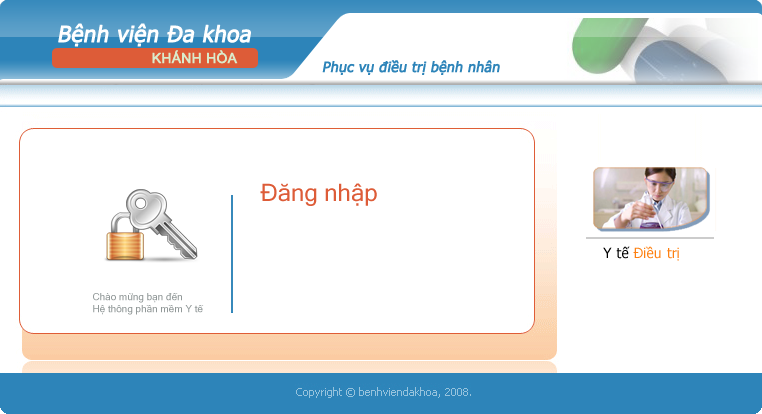 Bệnh viện Đa khoa
KHÁNH HÒA
Phục vụ điều trị bệnh nhân
Đăng nhập
Chào mừng bạn đến
Hệ thông phần mềm Y tế
Y tế Điều trị
Copyright © benhviendakhoa, 2008.